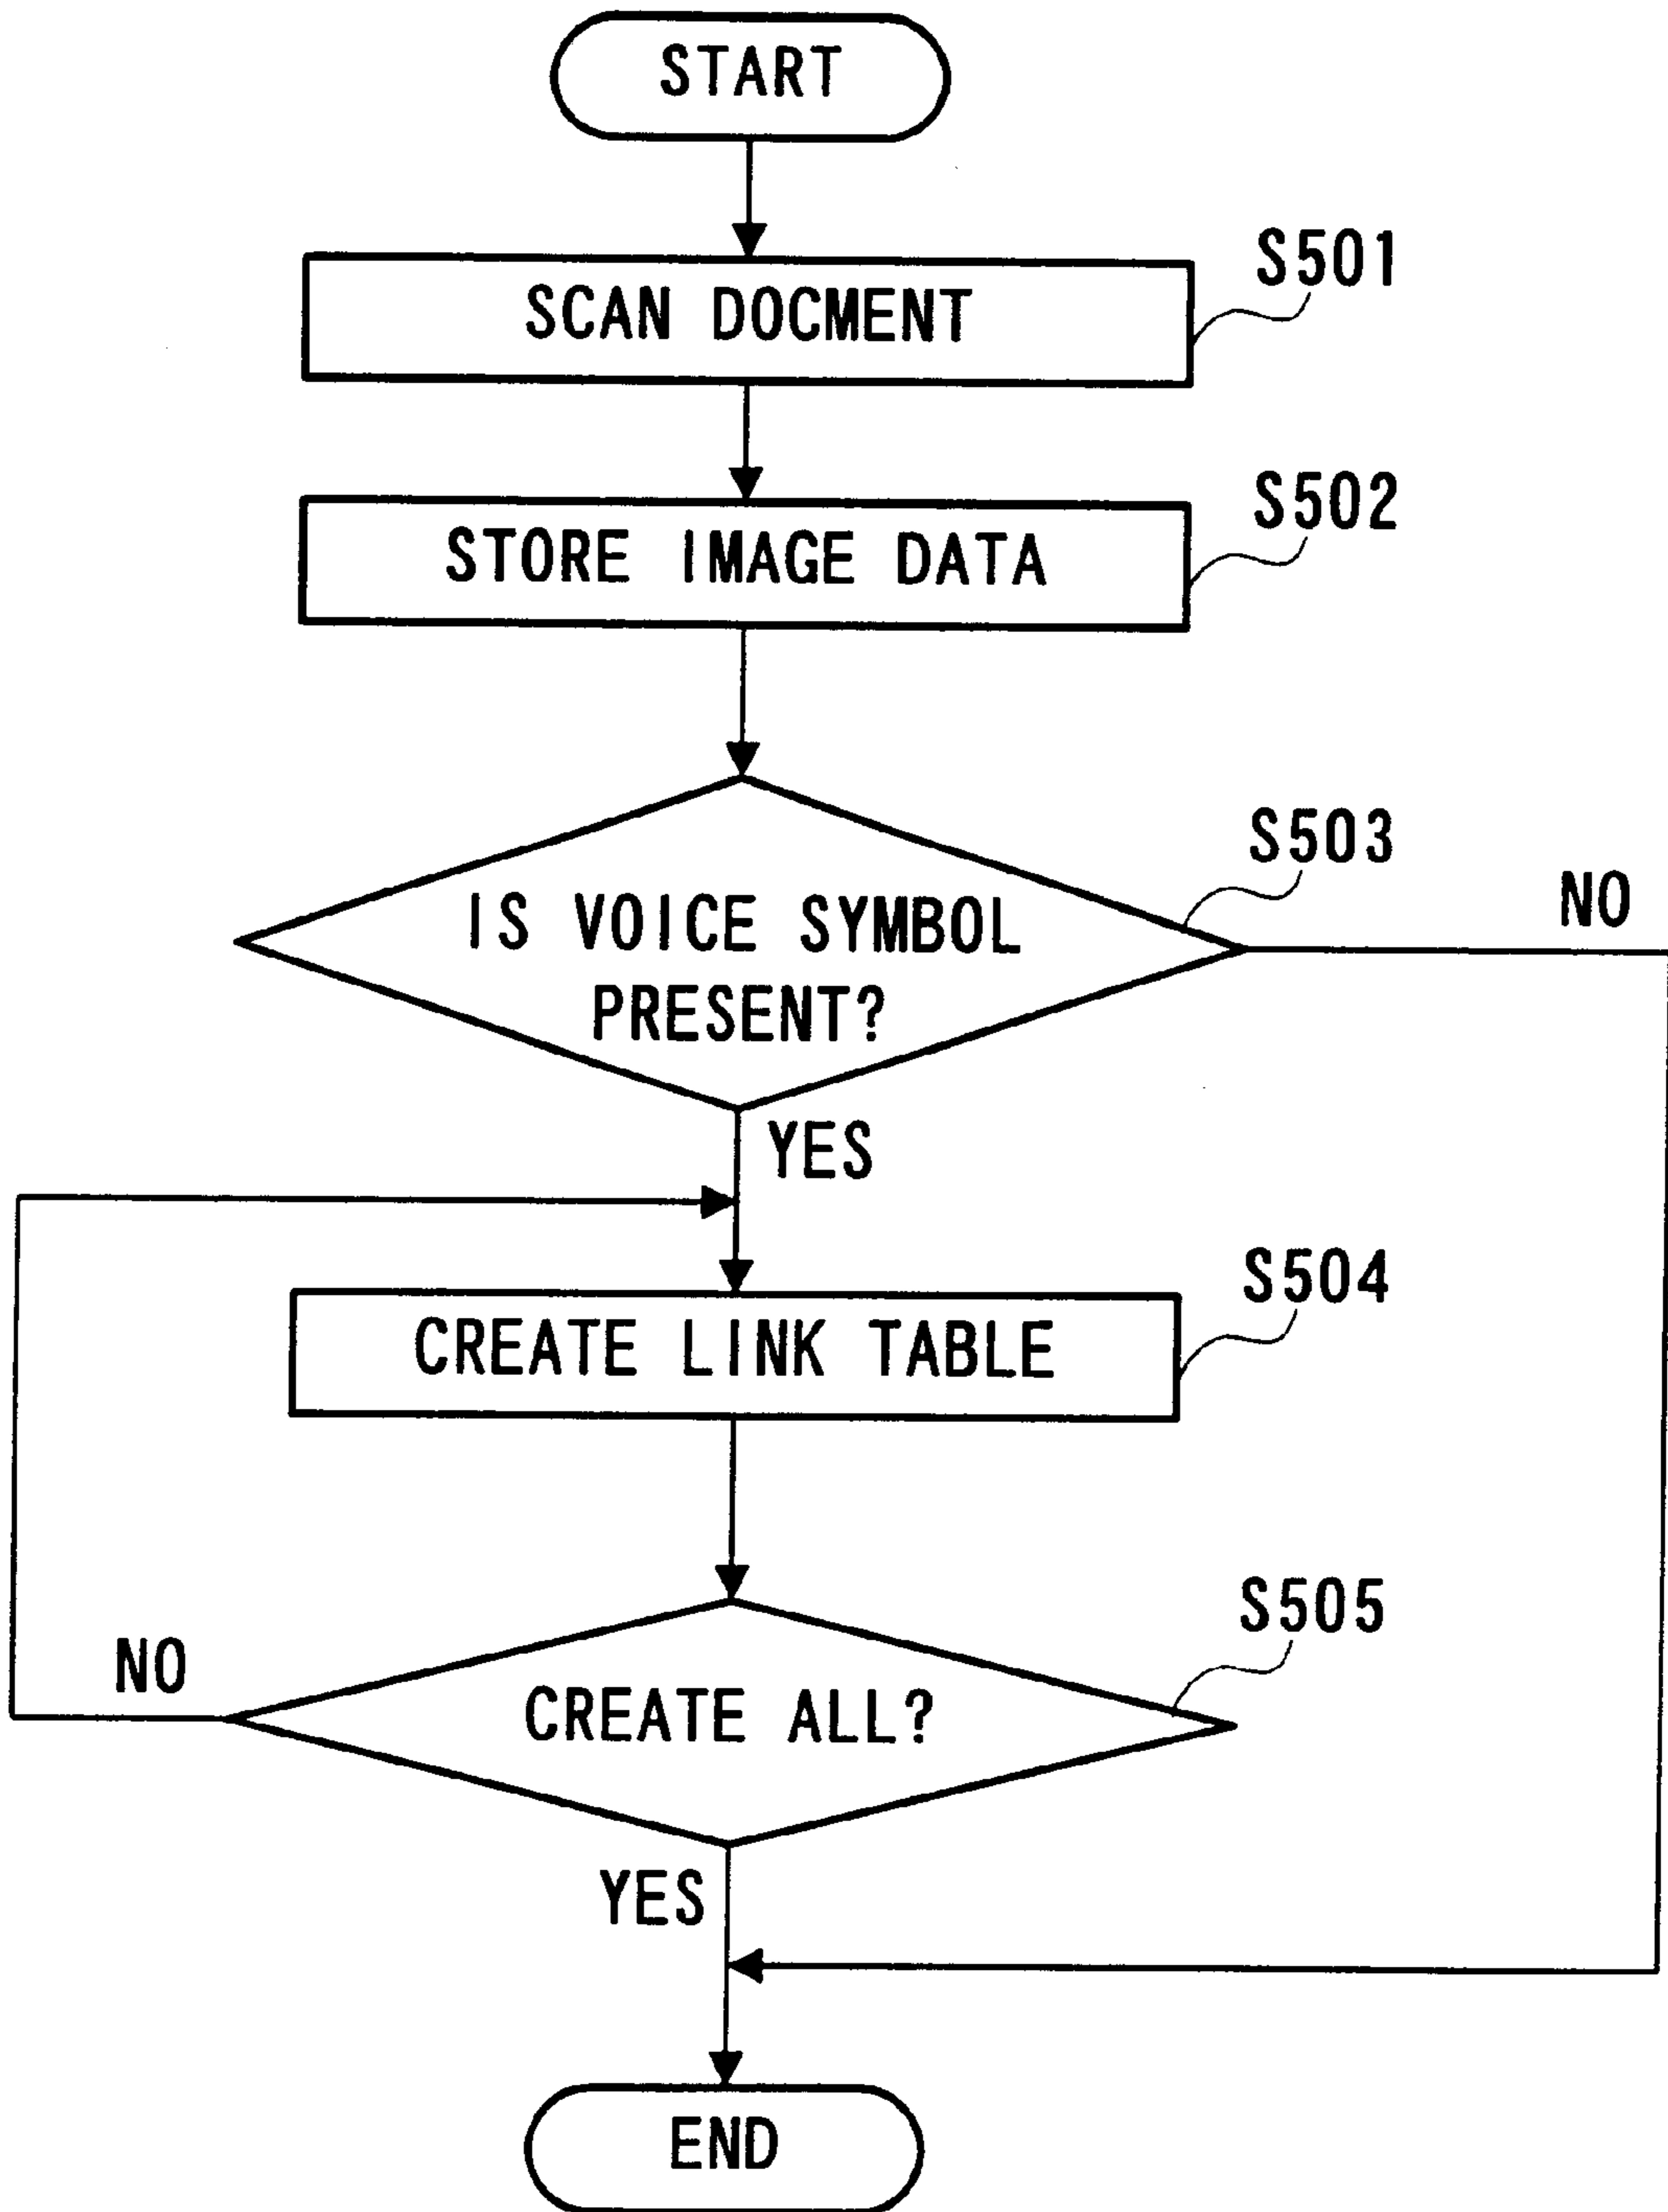 START
S501
SCAN DOCMENT
S502
STORE IMAGE DATA
S503
NO
IS VOICE SYMBOL
PRESENT?
YES
S504
CREATE LINK TABLE
S505
NO
CREATE ALL?
YES
END